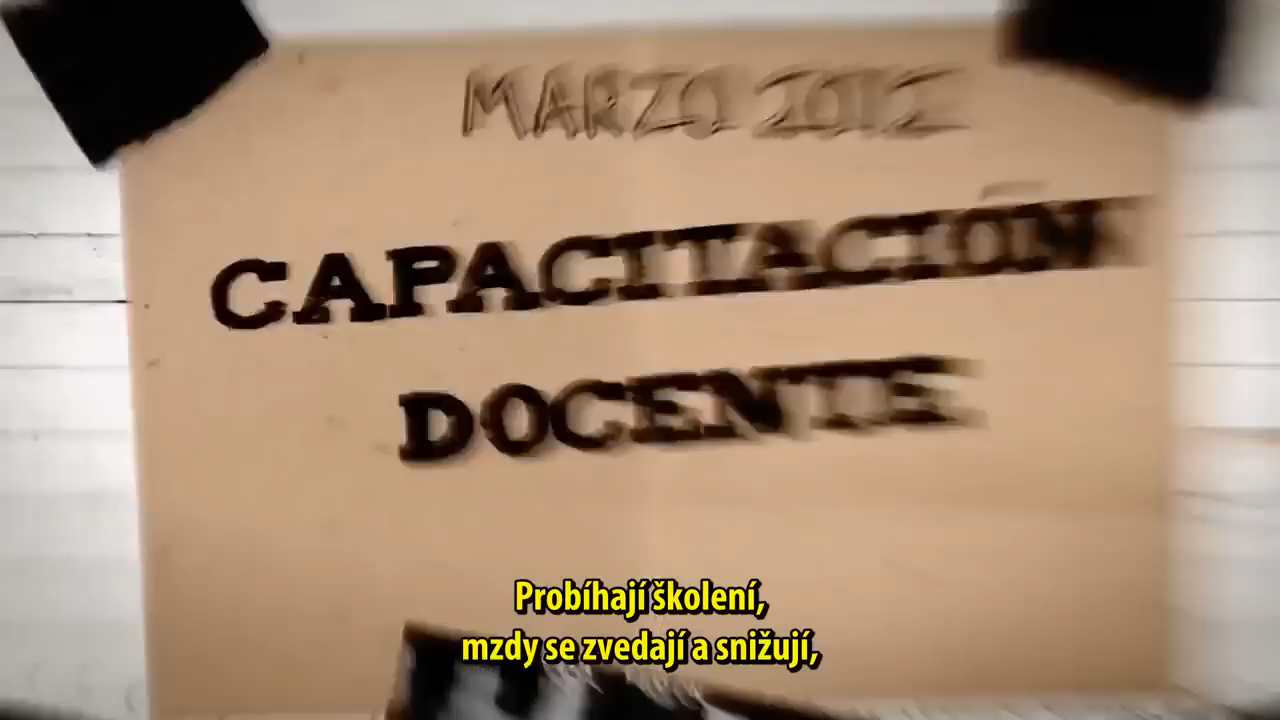 MARZO 2012
CAPACITACIÓN
DOCENTE
Probíhají školení,
mzdy se zvedají a snižují,